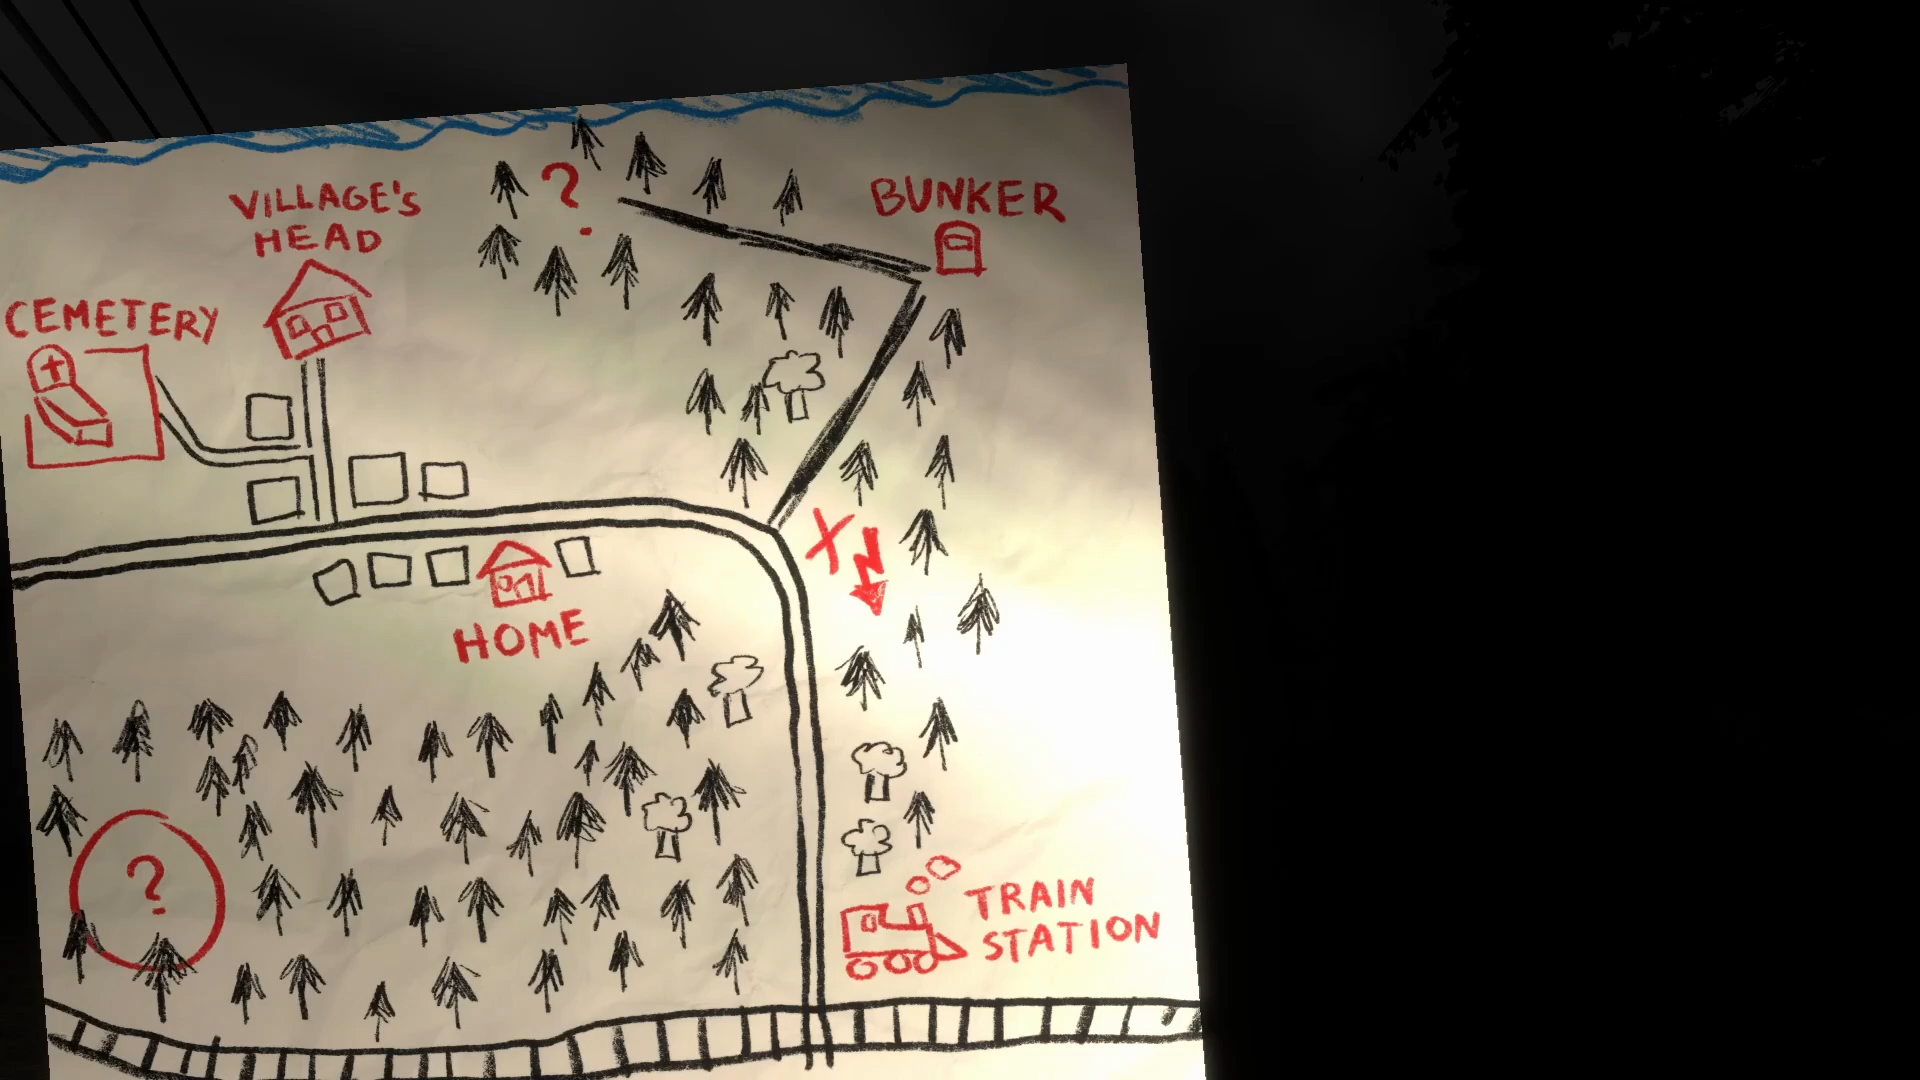 VILLAGE'S
HEAD
?
BUNKER
CEMETERY
X
HOME
?
TRAIN
STATION